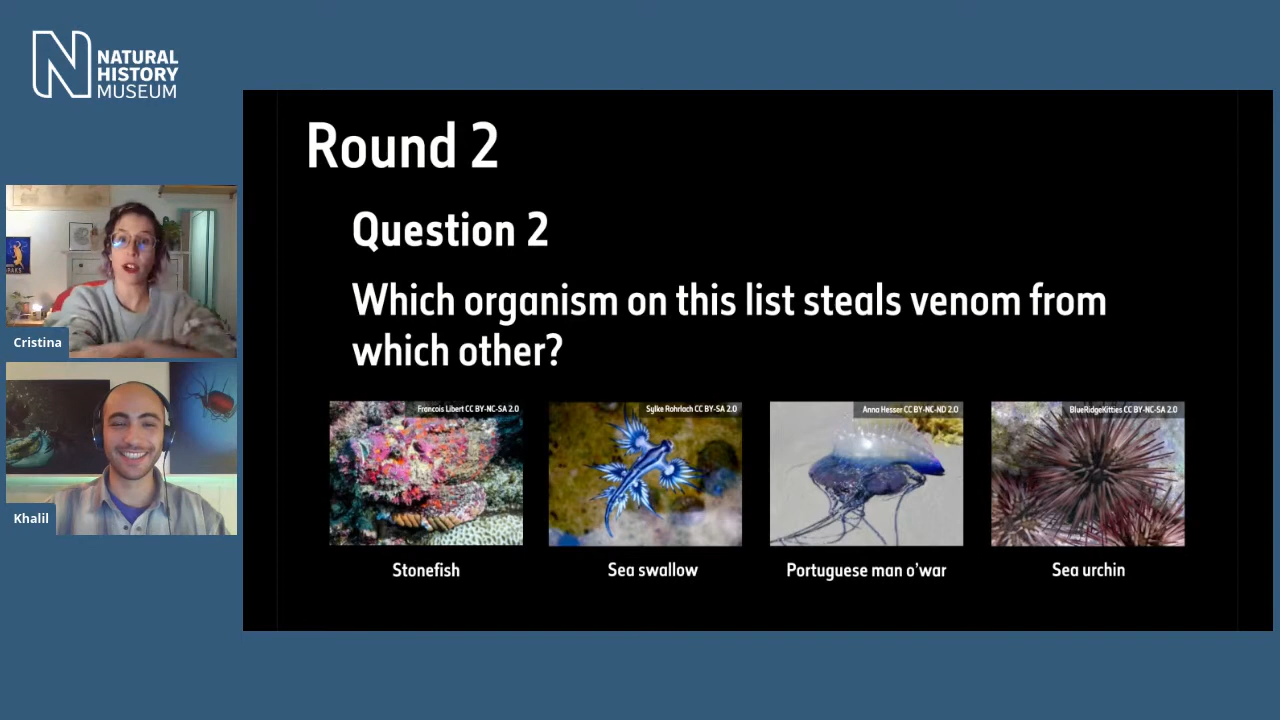 NATURAL
HISTORY
MUSEUM
Round 2
Question 2
Which organism on this list steals venom from
which other?
Francois Libert CC BY-NC-SA 2.0
Sylke Rohrlach CC BY-SA 2.0
Anna Hesser CC BY-NC-ND 2.0
BlueRidgeKitties CC BY-NC-SA 2.0
Stonefish
Sea swallow
Portuguese man o’war
Sea urchin
Cristina
Khalil